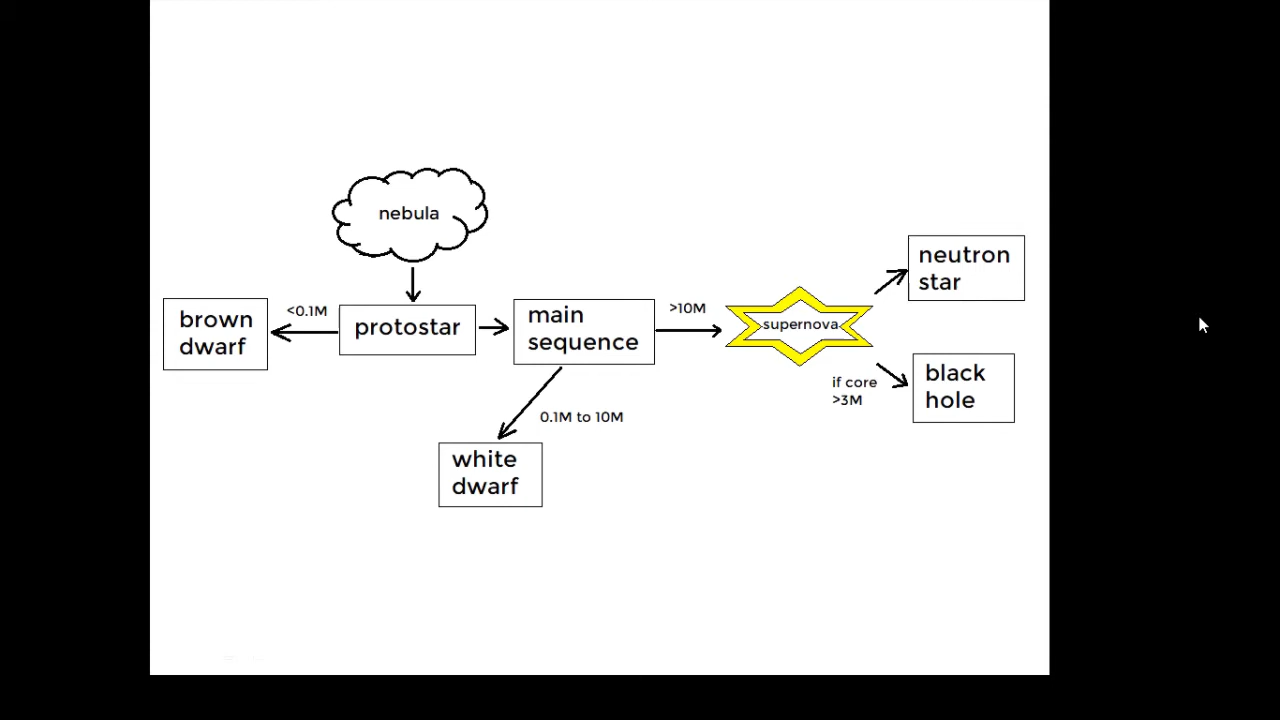 nebula
brown
dwarf
<0.1M
protostar
main
sequence
>10M
supernova
neutron
star
if core
>3M
black
hole
0.1M to 10M
white
dwarf